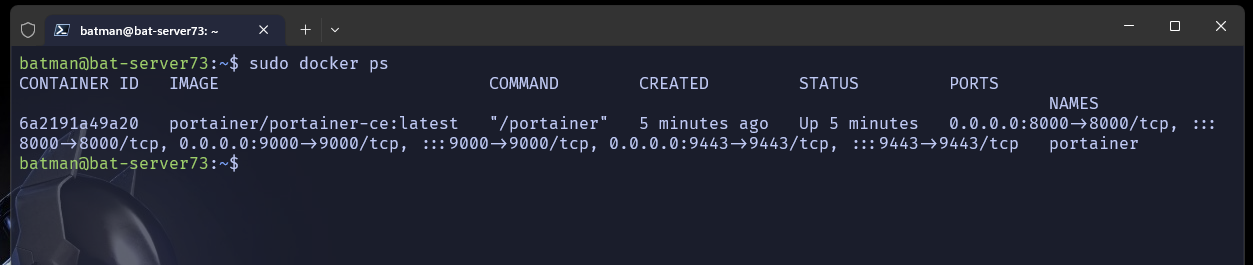 batman@bat-server73: ~
batman@bat-server73:~$ sudo docker ps
CONTAINER ID   IMAGE                           COMMAND        CREATED         STATUS         PORTS
NAMES
6a2191a49a20   portainer/portainer-ce:latest   "/portainer"   5 minutes ago   Up 5 minutes   0.0.0.0:8000->8000/tcp, :::
8000->8000/tcp, 0.0.0.0:9000->9000/tcp, :::9000->9000/tcp, 0.0.0.0:9443->9443/tcp, :::9443->9443/tcp   portainer
batman@bat-server73:~$